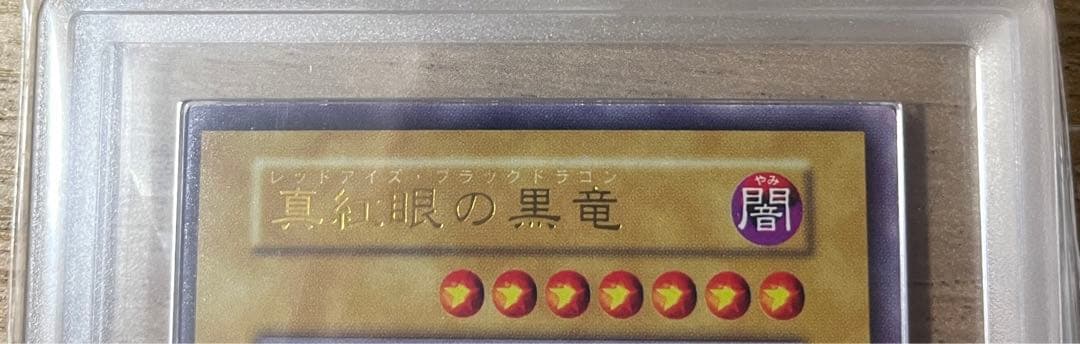 レッドアイズ・ブラックドラゴン
真紅眼の黒竜
やみ
闇